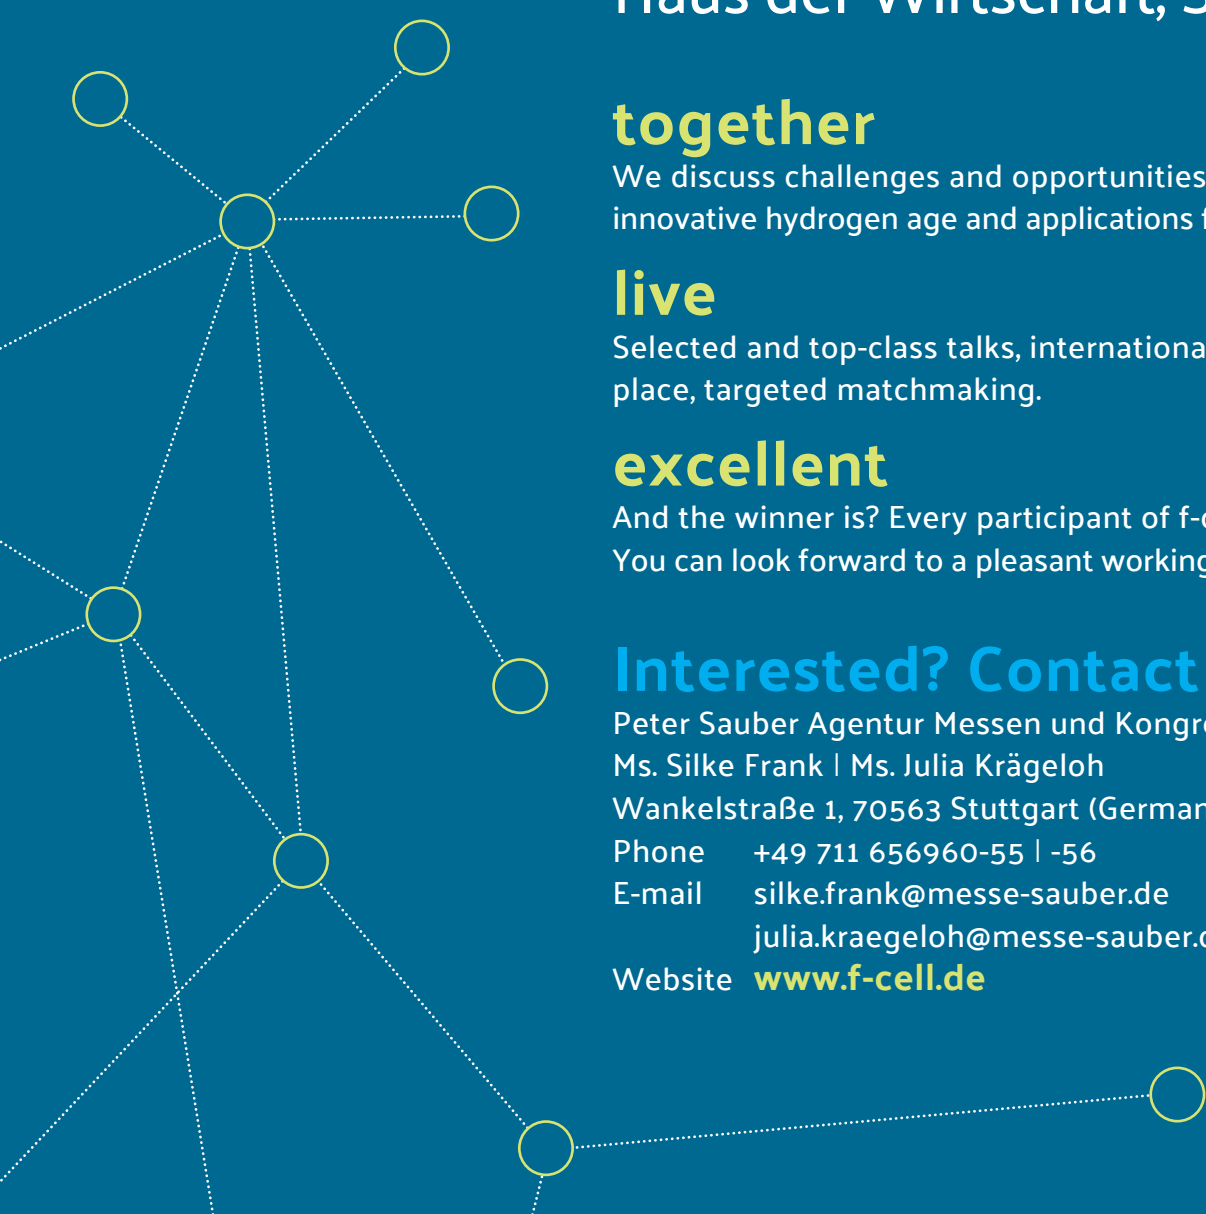 Haus der Wirtschaft,
together
We discuss challenges and opportunities
innovative hydrogen age and applications
live
Selected and top-class talks,
place, targeted matchmaking.
excellent
And the winner is? Every participant of
You can look forward to a pleasant working
Interested? Contact
Peter Sauber Agentur Messen und
Ms. Silke Frank | Ms. Julia Krägeloh
Wankelstraße 1, 70563 Stuttgart
Phone +49 711 656960-55 | -56
E-mail silke.frank@messe-sauber.de
julia.kraegeloh@messe-sauber.
Website www.f-cell.de